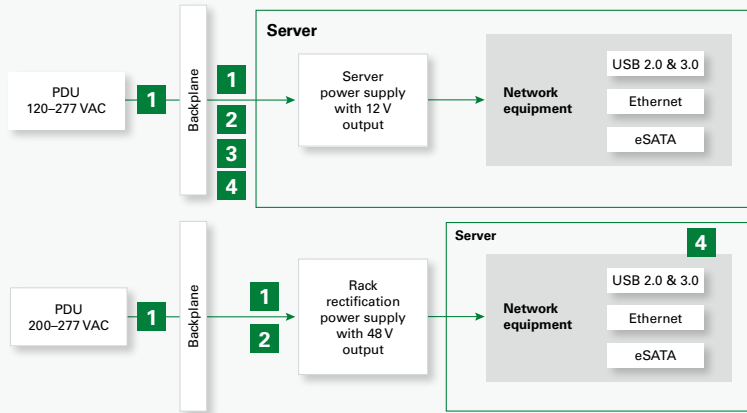 Server
PDU
120–277 VAC
1
Backplane
1
2
3
4
Server
power supply
with 12 V
output
Network
equipment
USB 2.0 & 3.0
Ethernet
eSATA
PDU
200–277 VAC
1
Backplane
1
2
Rack
rectification
power supply
with 48 V
output
Server
4
Network
equipment
USB 2.0 & 3.0
Ethernet
eSATA